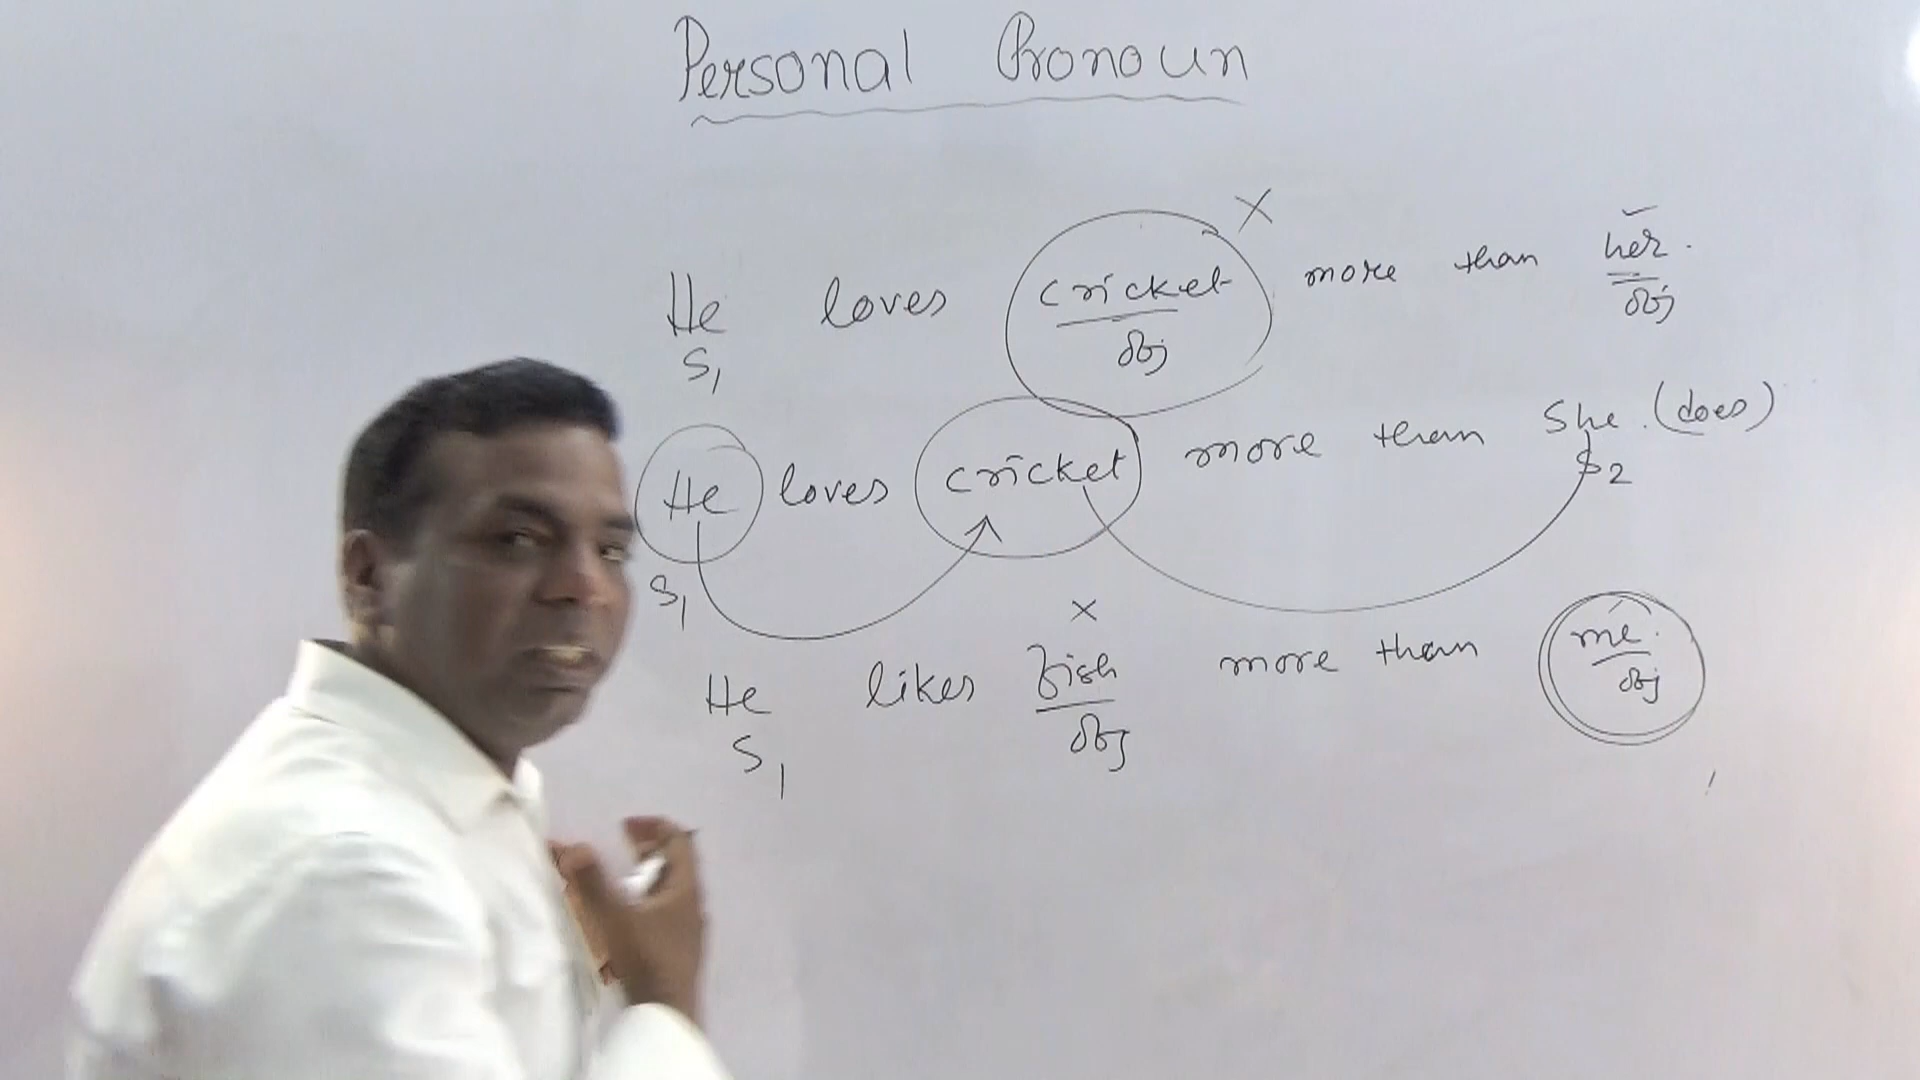 Personal Pronoun
He loves cricket more than her.
S1 obj obj
He loves cricket more than She. (does)
S1 S2
He likes fish more than me.
S1 obj obj